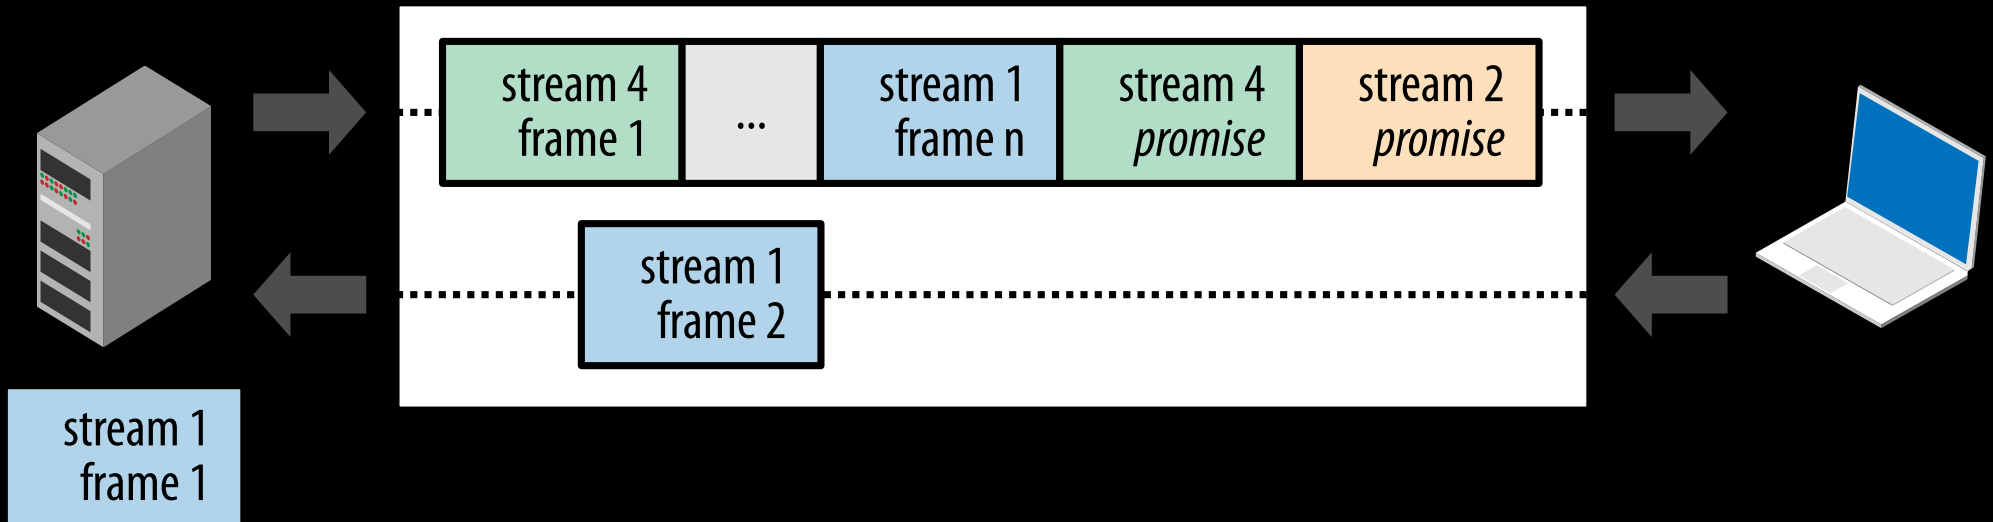 stream 4
frame 1
...
stream 1
frame n
stream 4
promise
stream 2
promise
stream 1
frame 2
stream 1
frame 1